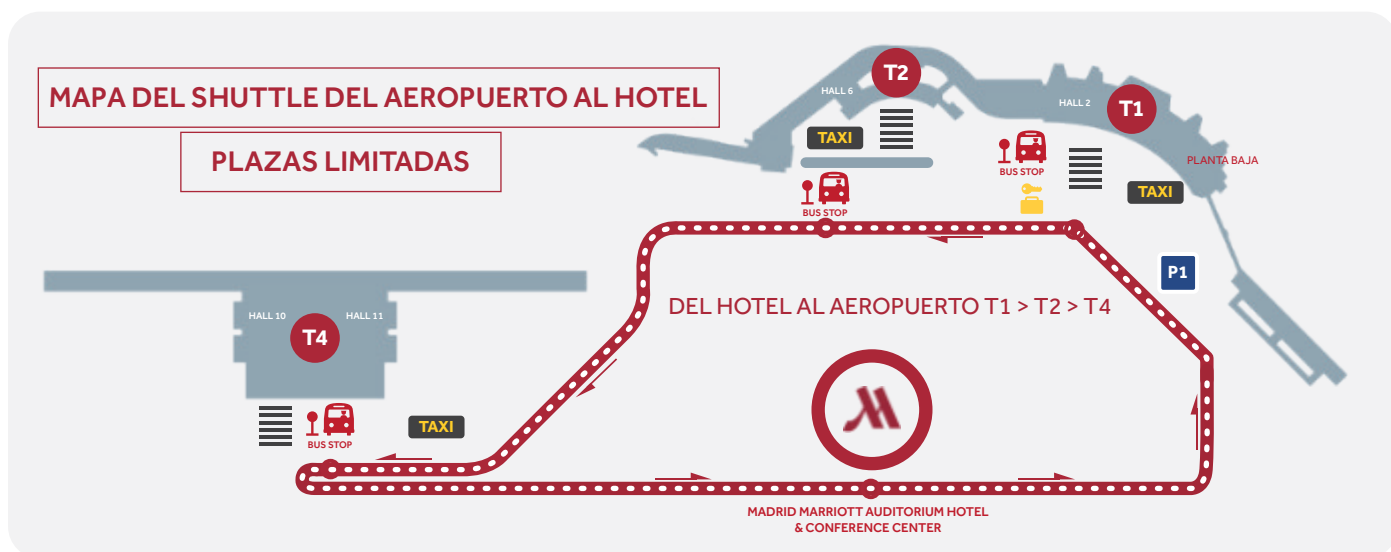 MAPA DEL SHUTTLE DEL AEROPUERTO AL HOTEL
PLAZAS LIMITADAS
T2
HALL 6
TAXI
BUS STOP
T1
HALL 2
BUS STOP
PLANTA BAJA
TAXI
P1
DEL HOTEL AL AEROPUERTO T1 > T2 > T4
HALL 10
HALL 11
T4
BUS STOP
TAXI
MADRID MARRIOTT AUDITORIUM HOTEL
& CONFERENCE CENTER